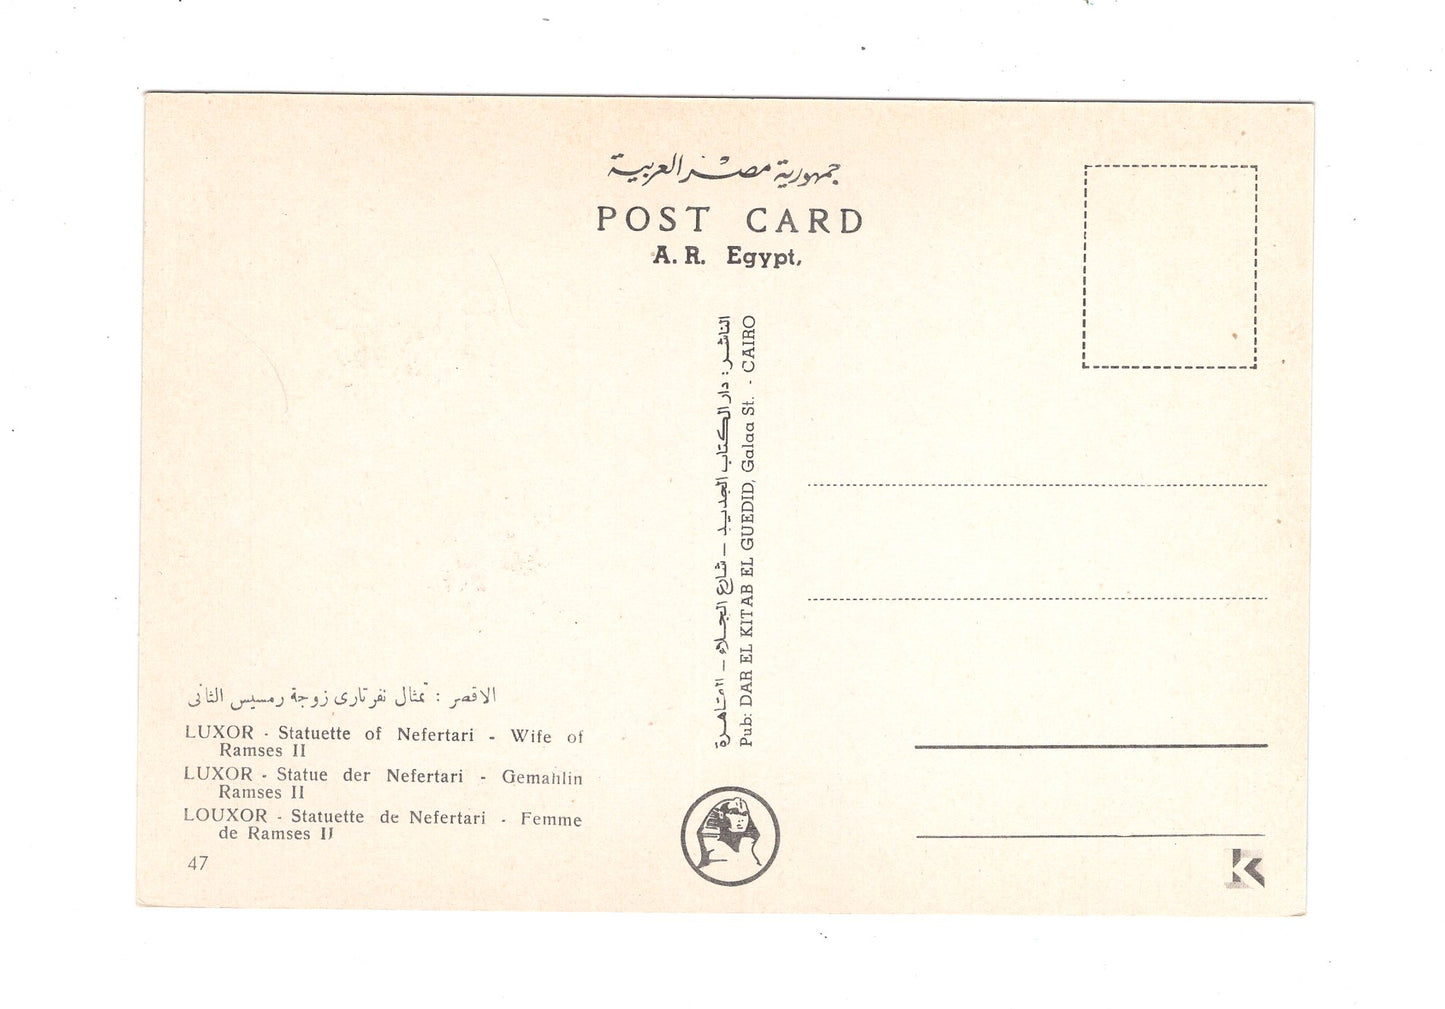 جمهورية مصر العربية
POST CARD
A. R. Egypt,
الناشر : دار الكتاب الجديد – شارع الجلاء – القاهرة
Pub: DAR EL KITAB EL GUEDID, Galaa St. - CAIRO
الاقصر : تمثال نفرتارى زوجة رمسيس الثانى
LUXOR - Statuette of Nefertari - Wife of
Ramses II
LUXOR - Statue der Nefertari - Gemahlin
Ramses II
LOUXOR - Statuette de Nefertari - Femme
de Ramses II
47
K